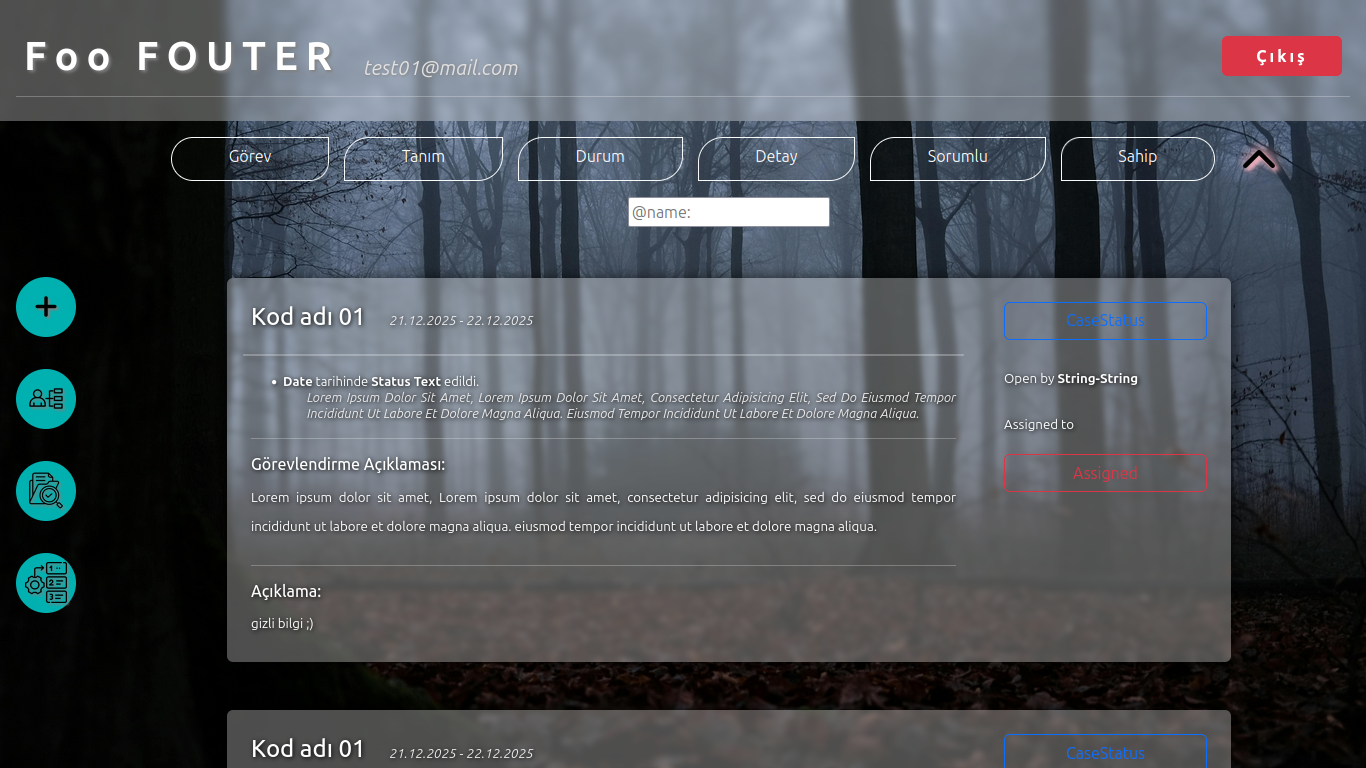 Foo FOUTER
test01@mail.com
Çıkış
Görev
Tanım
Durum
Detay
Sorumlu
Sahip
@name:
Kod adı 01
21.12.2025 - 22.12.2025
CaseStatus
Date tarihinde Status Text edildi.
Lorem Ipsum Dolor Sit Amet, Lorem Ipsum Dolor Sit Amet, Consectetur Adipisicing Elit, Sed Do Eiusmod Tempor
Incididunt Ut Labore Et Dolore Magna Aliqua. Eiusmod Tempor Incididunt Ut Labore Et Dolore Magna Aliqua.
Open by String-String
Assigned to
Assigned
Görevlendirme Açıklaması:
Lorem ipsum dolor sit amet, Lorem ipsum dolor sit amet, consectetur adipisicing elit, sed do eiusmod tempor
incididunt ut labore et dolore magna aliqua. eiusmod tempor incididunt ut labore et dolore magna aliqua.
Açıklama:
gizli bilgi ;)
1
2
3
Kod adı 01
21.12.2025 - 22.12.2025
CaseStatus